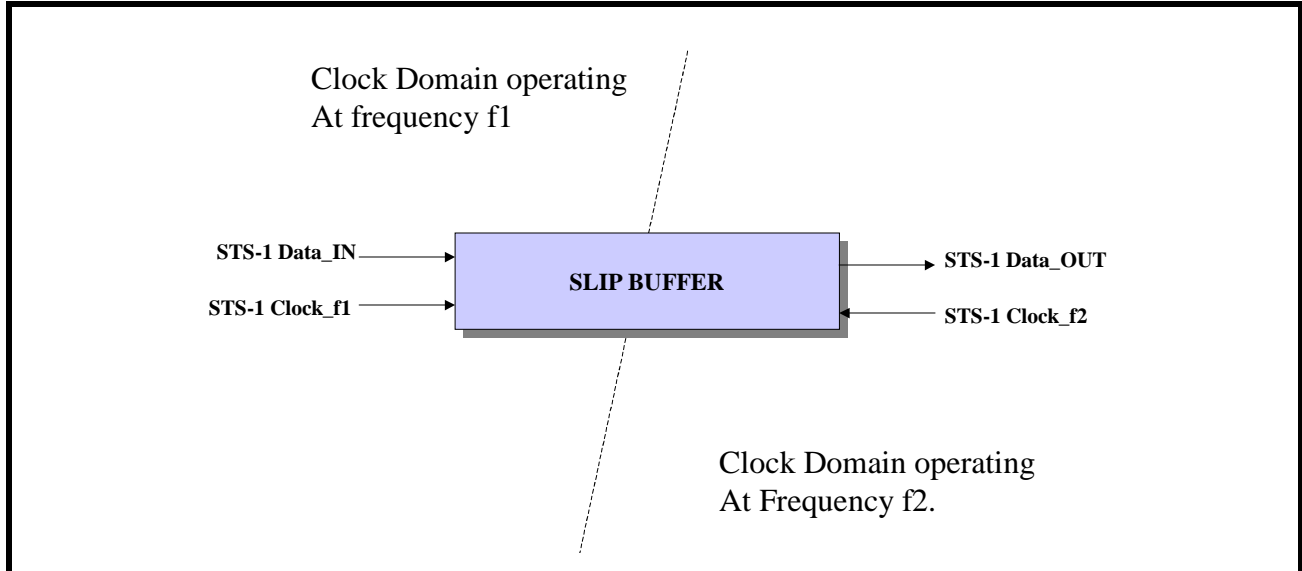 Clock Domain operating
At frequency f1
STS-1 Data_IN
STS-1 Clock_f1
SLIP BUFFER
STS-1 Data_OUT
STS-1 Clock_f2
Clock Domain operating
At Frequency f2.